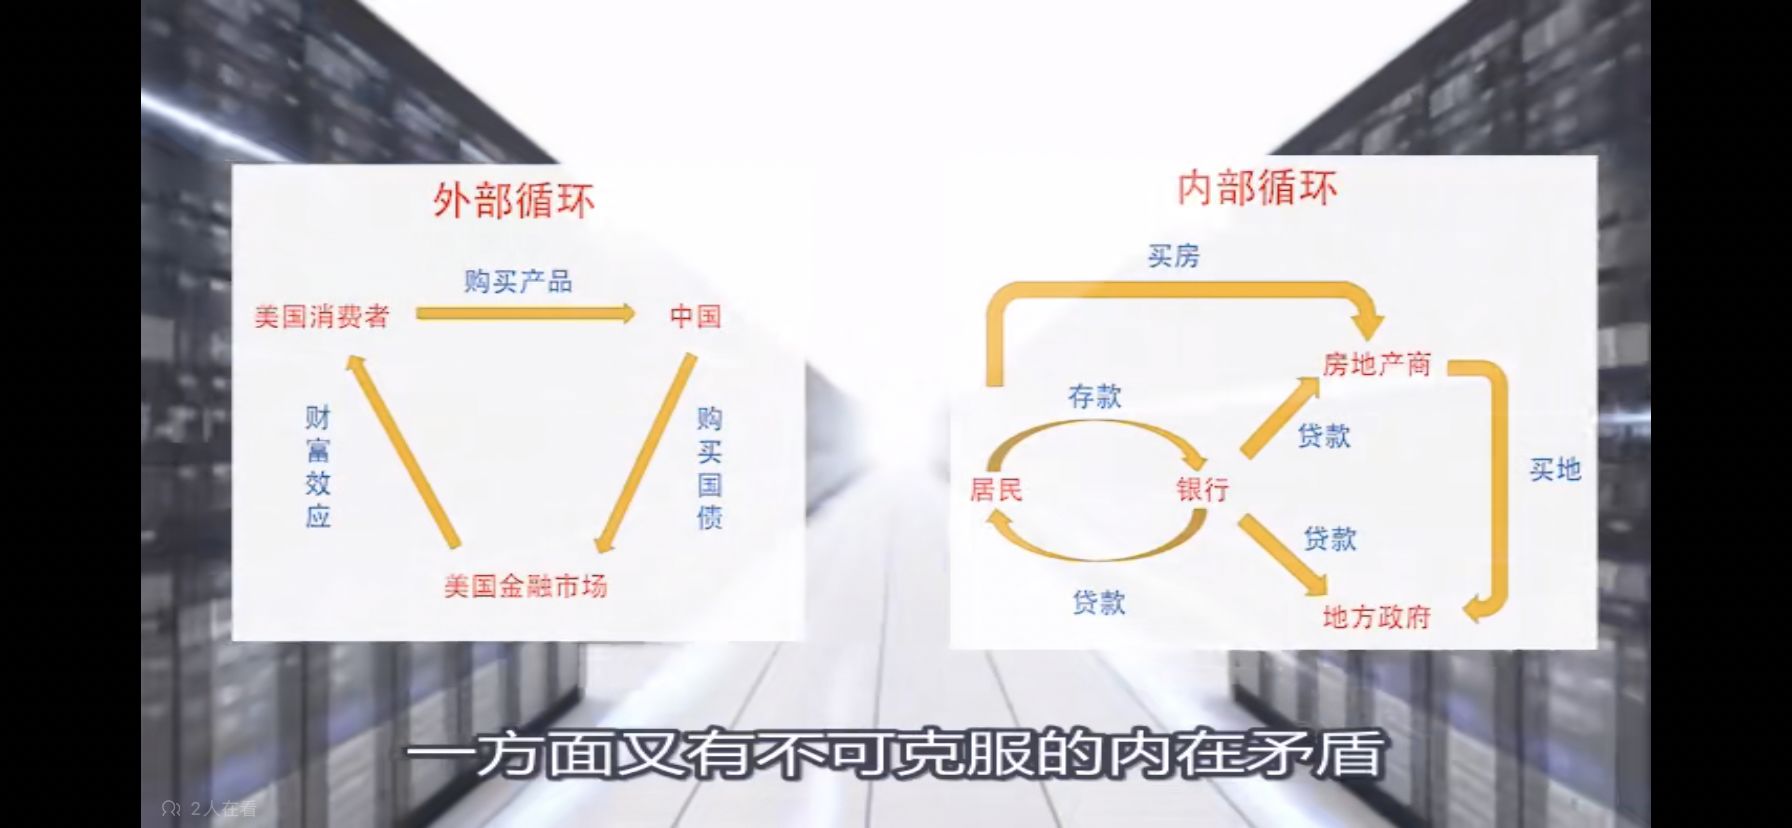 外部循环
购买产品
美国消费者
中国
财富效应
购买国债
美国金融市场
内部循环
买房
房地产商
存款
贷款
买地
居民
银行
贷款
贷款
地方政府
一方面又有不可克服的内在矛盾
2人在看